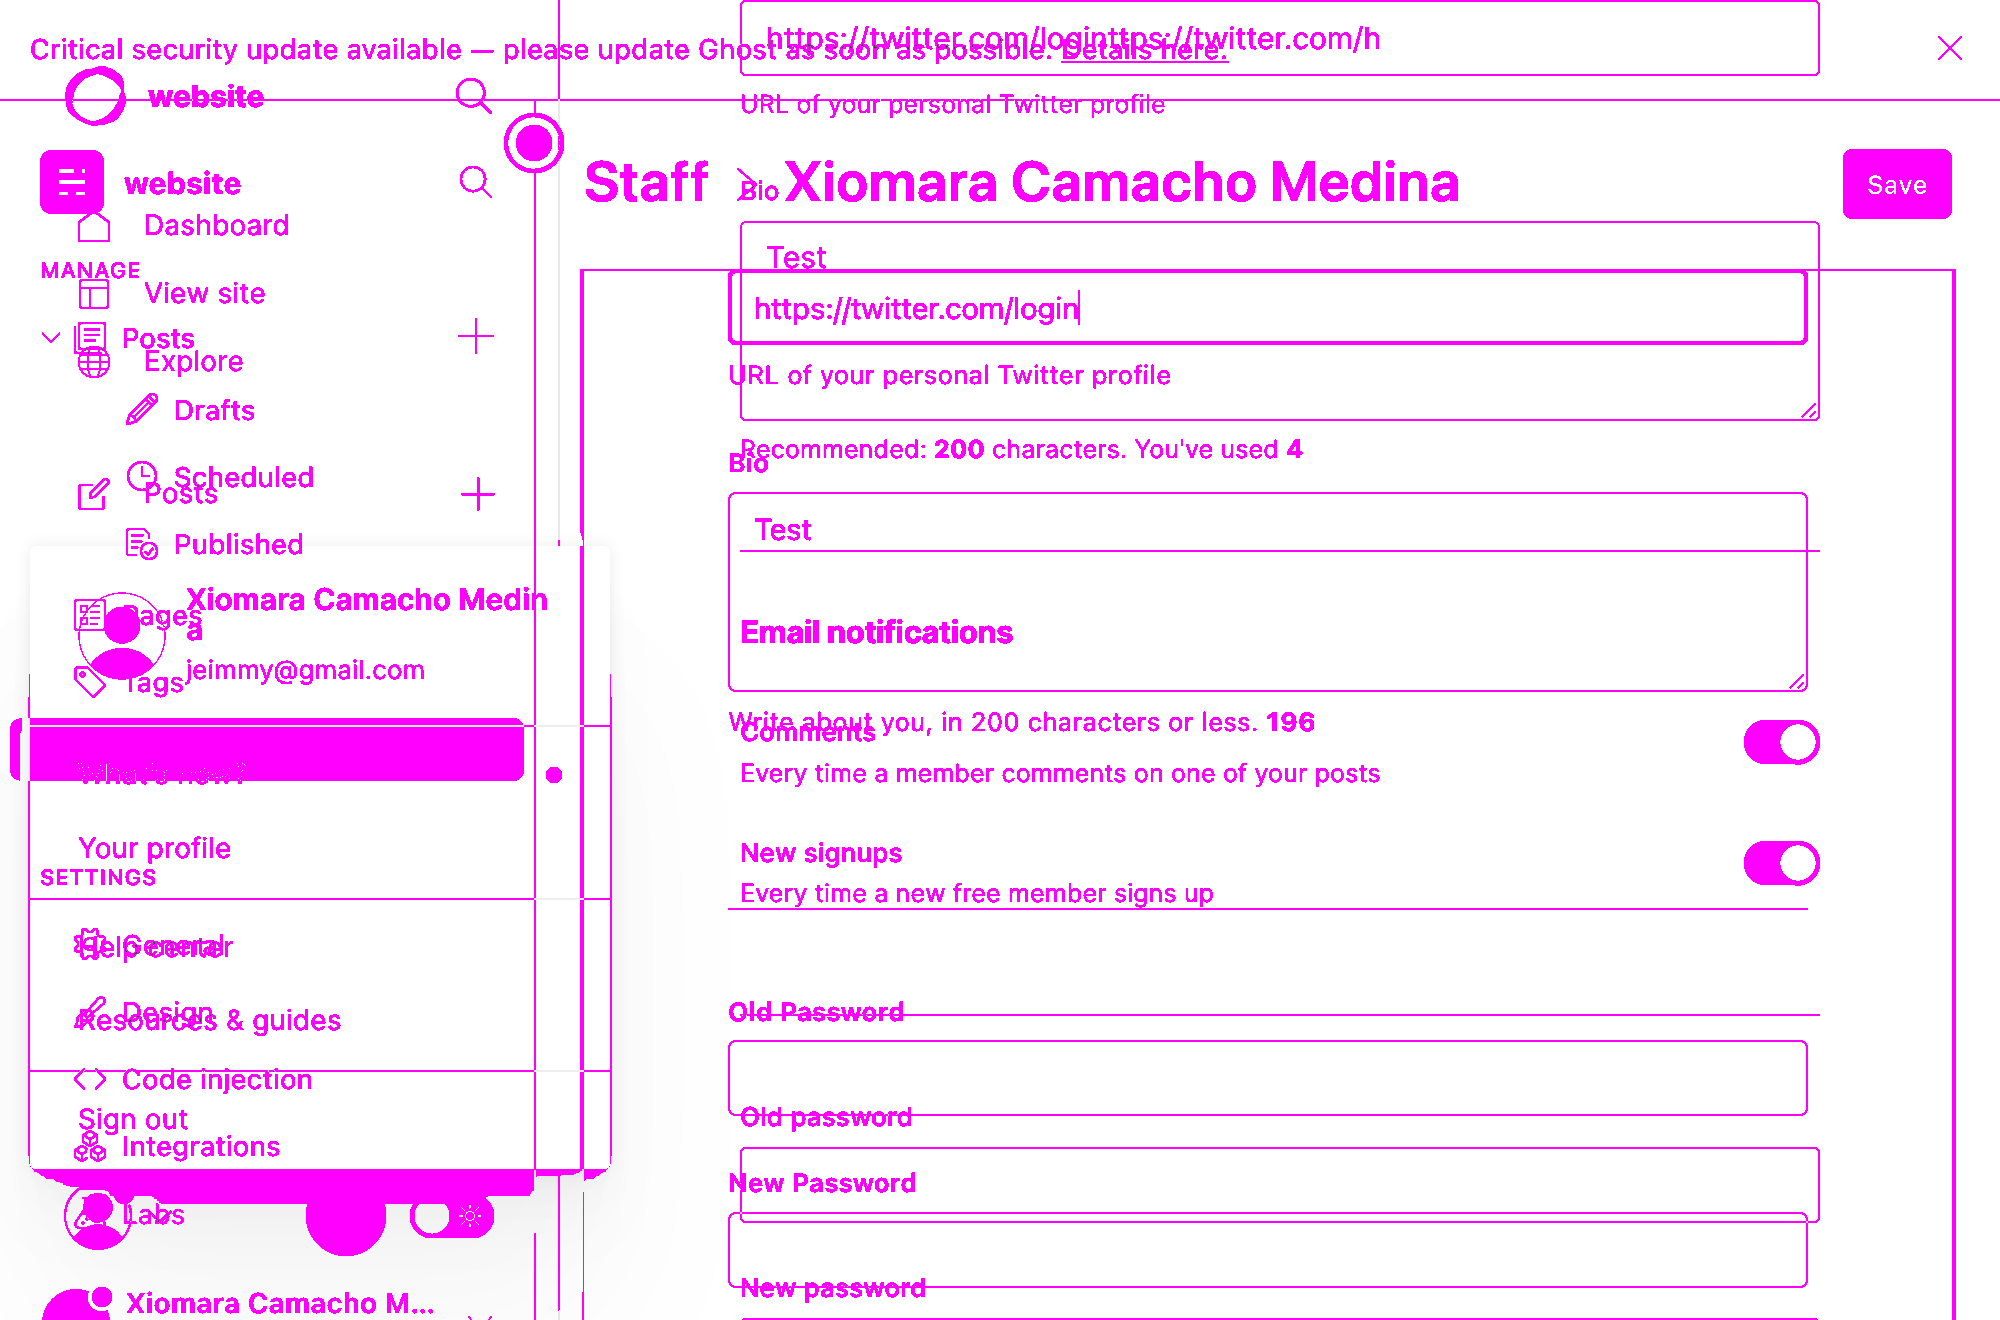 https://twitter.com/loginttps://twitter.com/h
Critical security update available — please update Ghost as soon as possible. Details here.
website
URL of your personal Twitter profile
website
Staff
Bio
Xiomara Camacho Medina
Save
Dashboard
Test
MANAGE
View site
https://twitter.com/login
Posts
Explore
URL of your personal Twitter profile
Drafts
Recommended: 200 characters. You've used 4
Bio
Scheduled
Posts
Test
Published
Xiomara Camacho Medin
a
Pages
Email notifications
jeimmy@gmail.com
Tags
Write about you, in 200 characters or less. 196
Comments
What's new?
Every time a member comments on one of your posts
Your profile
New signups
SETTINGS
Every time a new free member signs up
General
Help center
Old Password
Design
Resources & guides
Code injection
Sign out
Old password
Integrations
New Password
Labs
New password
Xiomara Camacho M...